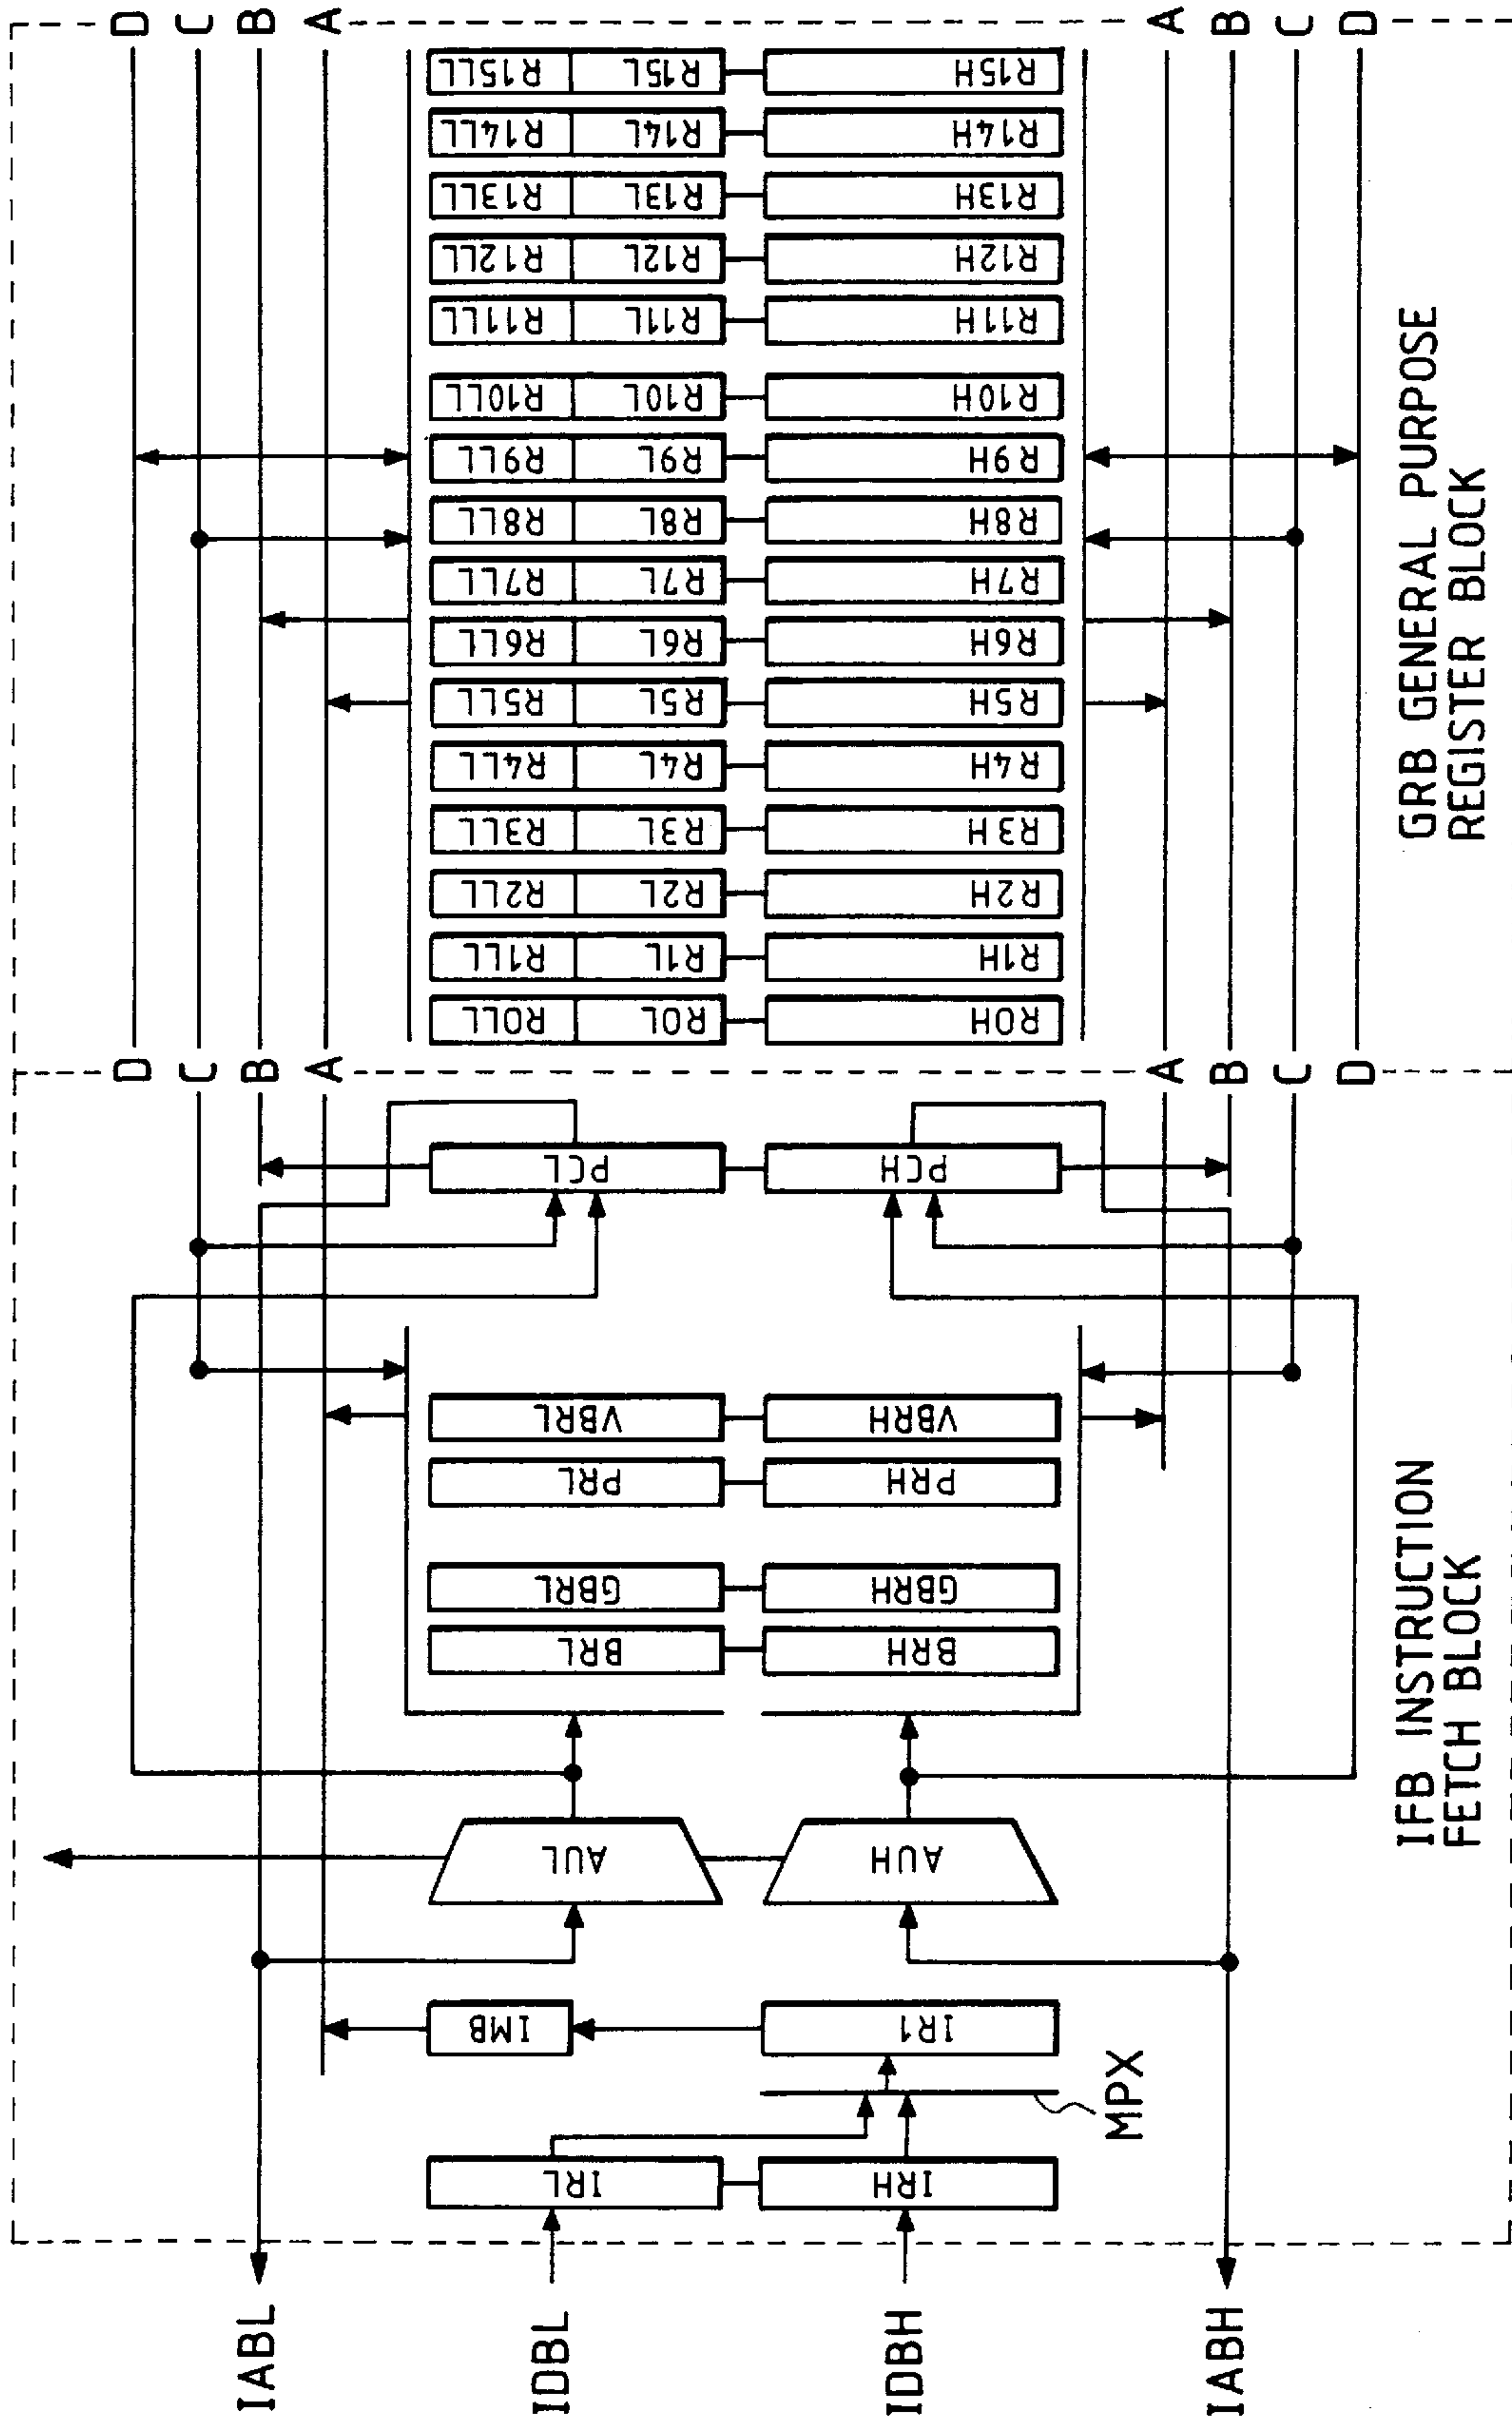 D C B A
A B C D
R15LL R15L R15H
R14LL R14L R14H
R13LL R13L R13H
R12LL R12L R12H
R11LL R11L R11H
R10LL R10L R10H
R9LL R9L R9H
R8LL R8L R8H
R7LL R7L R7H
R6LL R6L R6H
R5LL R5L R5H
R4LL R4L R4H
R3LL R3L R3H
R2LL R2L R2H
R1LL R1L R1H
R0LL R0L R0H
GRB GENERAL PURPOSE
REGISTER BLOCK
D C B A
A B C D
PCL PCH
VBRL VBRH
PRL PRH
GBRL GBRH
BRL BRH
AUL AUH
IMB IR1
MPX
IRL IRH
IFB INSTRUCTION
FETCH BLOCK
IABL
IDBL
IDBH
IABH